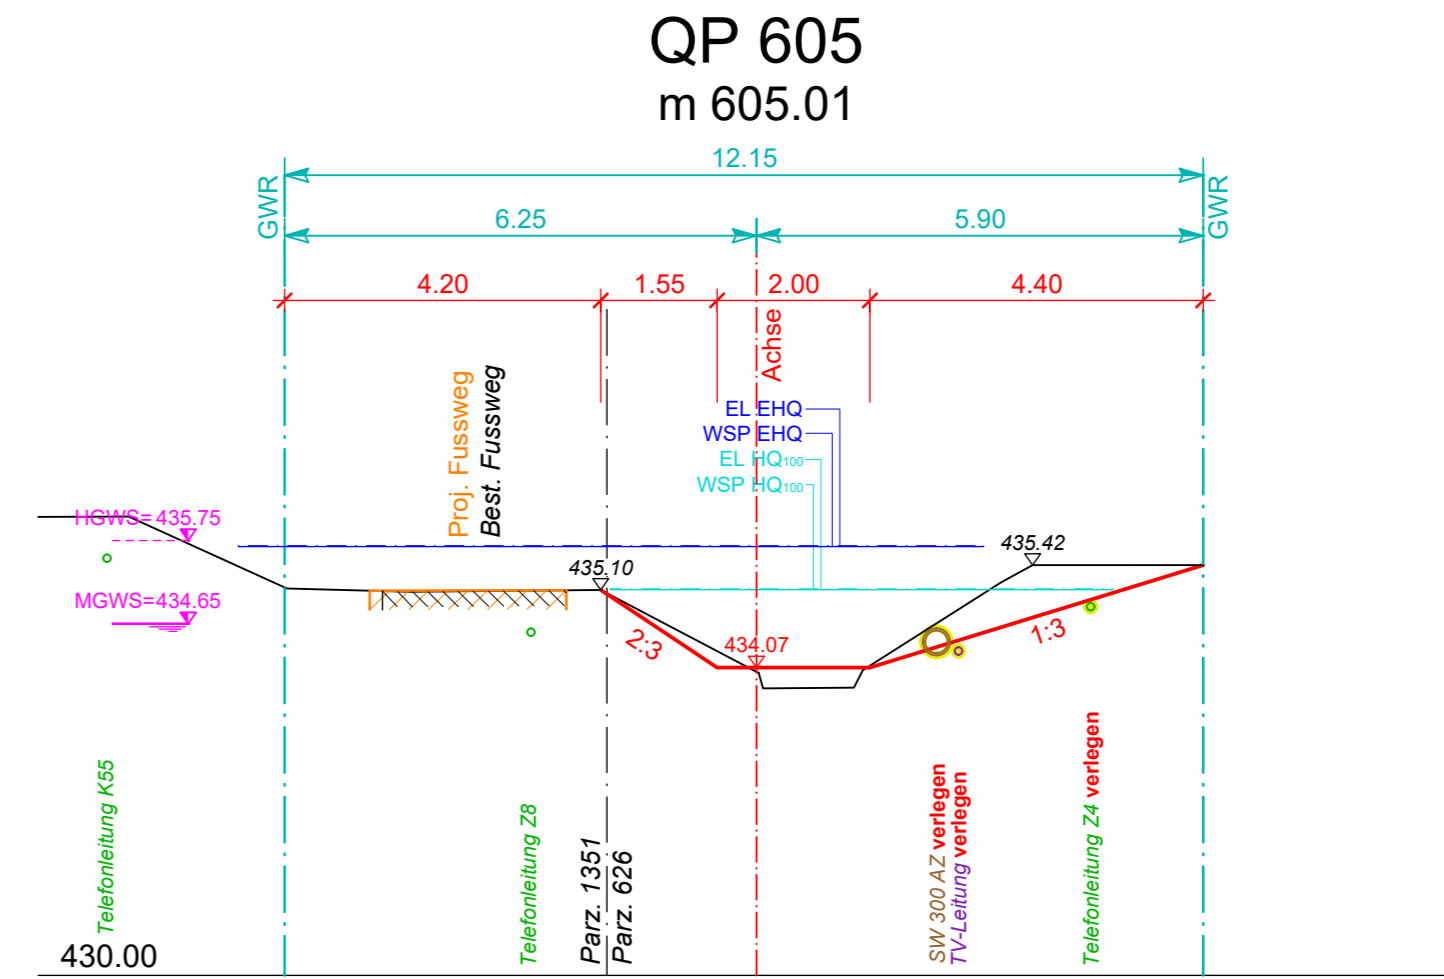 QP 605
m 605.01
12.15
GWR
GWR
6.25
5.90
4.20
1.55
2.00
4.40
Achse
Proj. Fussweg
Best. Fussweg
EL EHQ
WSP EHQ
EL HQ100
WSP HQ100
HGWS=435.75
435.10
435.42
MGWS=434.65
2:3
434.07
1:3
Telefonleitung K55
Telefonleitung Z8
Parz. 1351
Parz. 626
SW 300 AZ verlegen
TV-Leitung verlegen
Telefonleitung Z4 verlegen
430.00